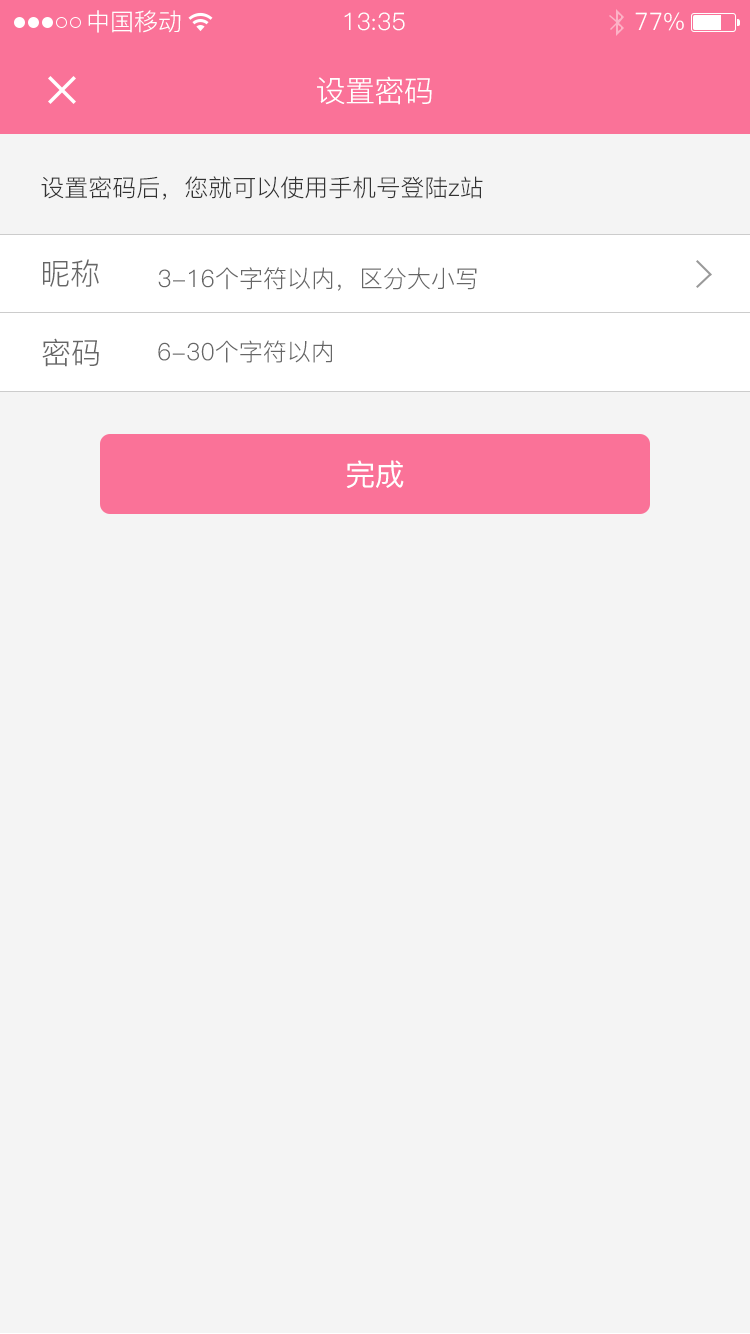 中国移动 13:35 77%
设置密码
设置密码后，您就可以使用手机号登陆z站
昵称 3-16个字符以内，区分大小写
密码 6-30个字符以内
完成